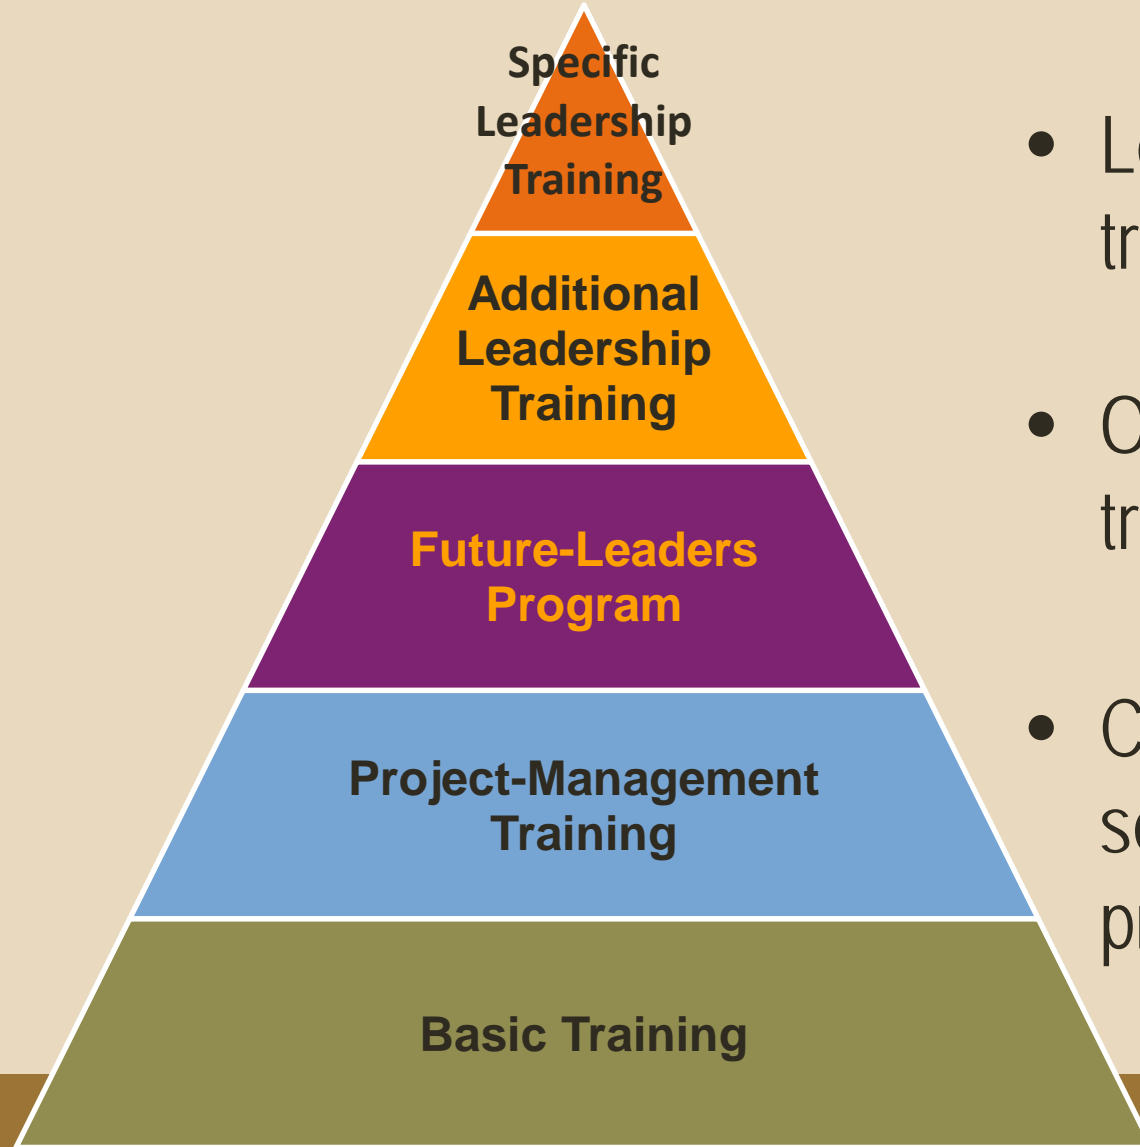 Specific
Leadership
Training
Additional
Leadership
Training
Future-Leaders
Program
Project-Management
Training
Basic Training